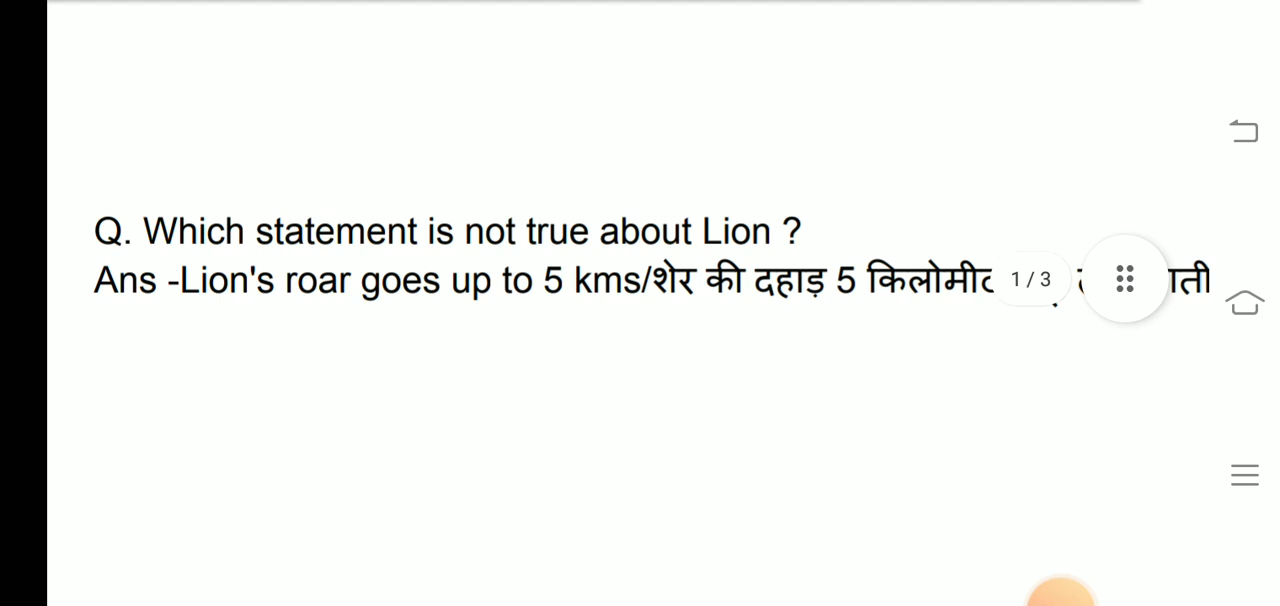 Q. Which statement is not true about Lion ?
Ans -Lion's roar goes up to 5 kms/शेर की दहाड़ 5
1 / 3